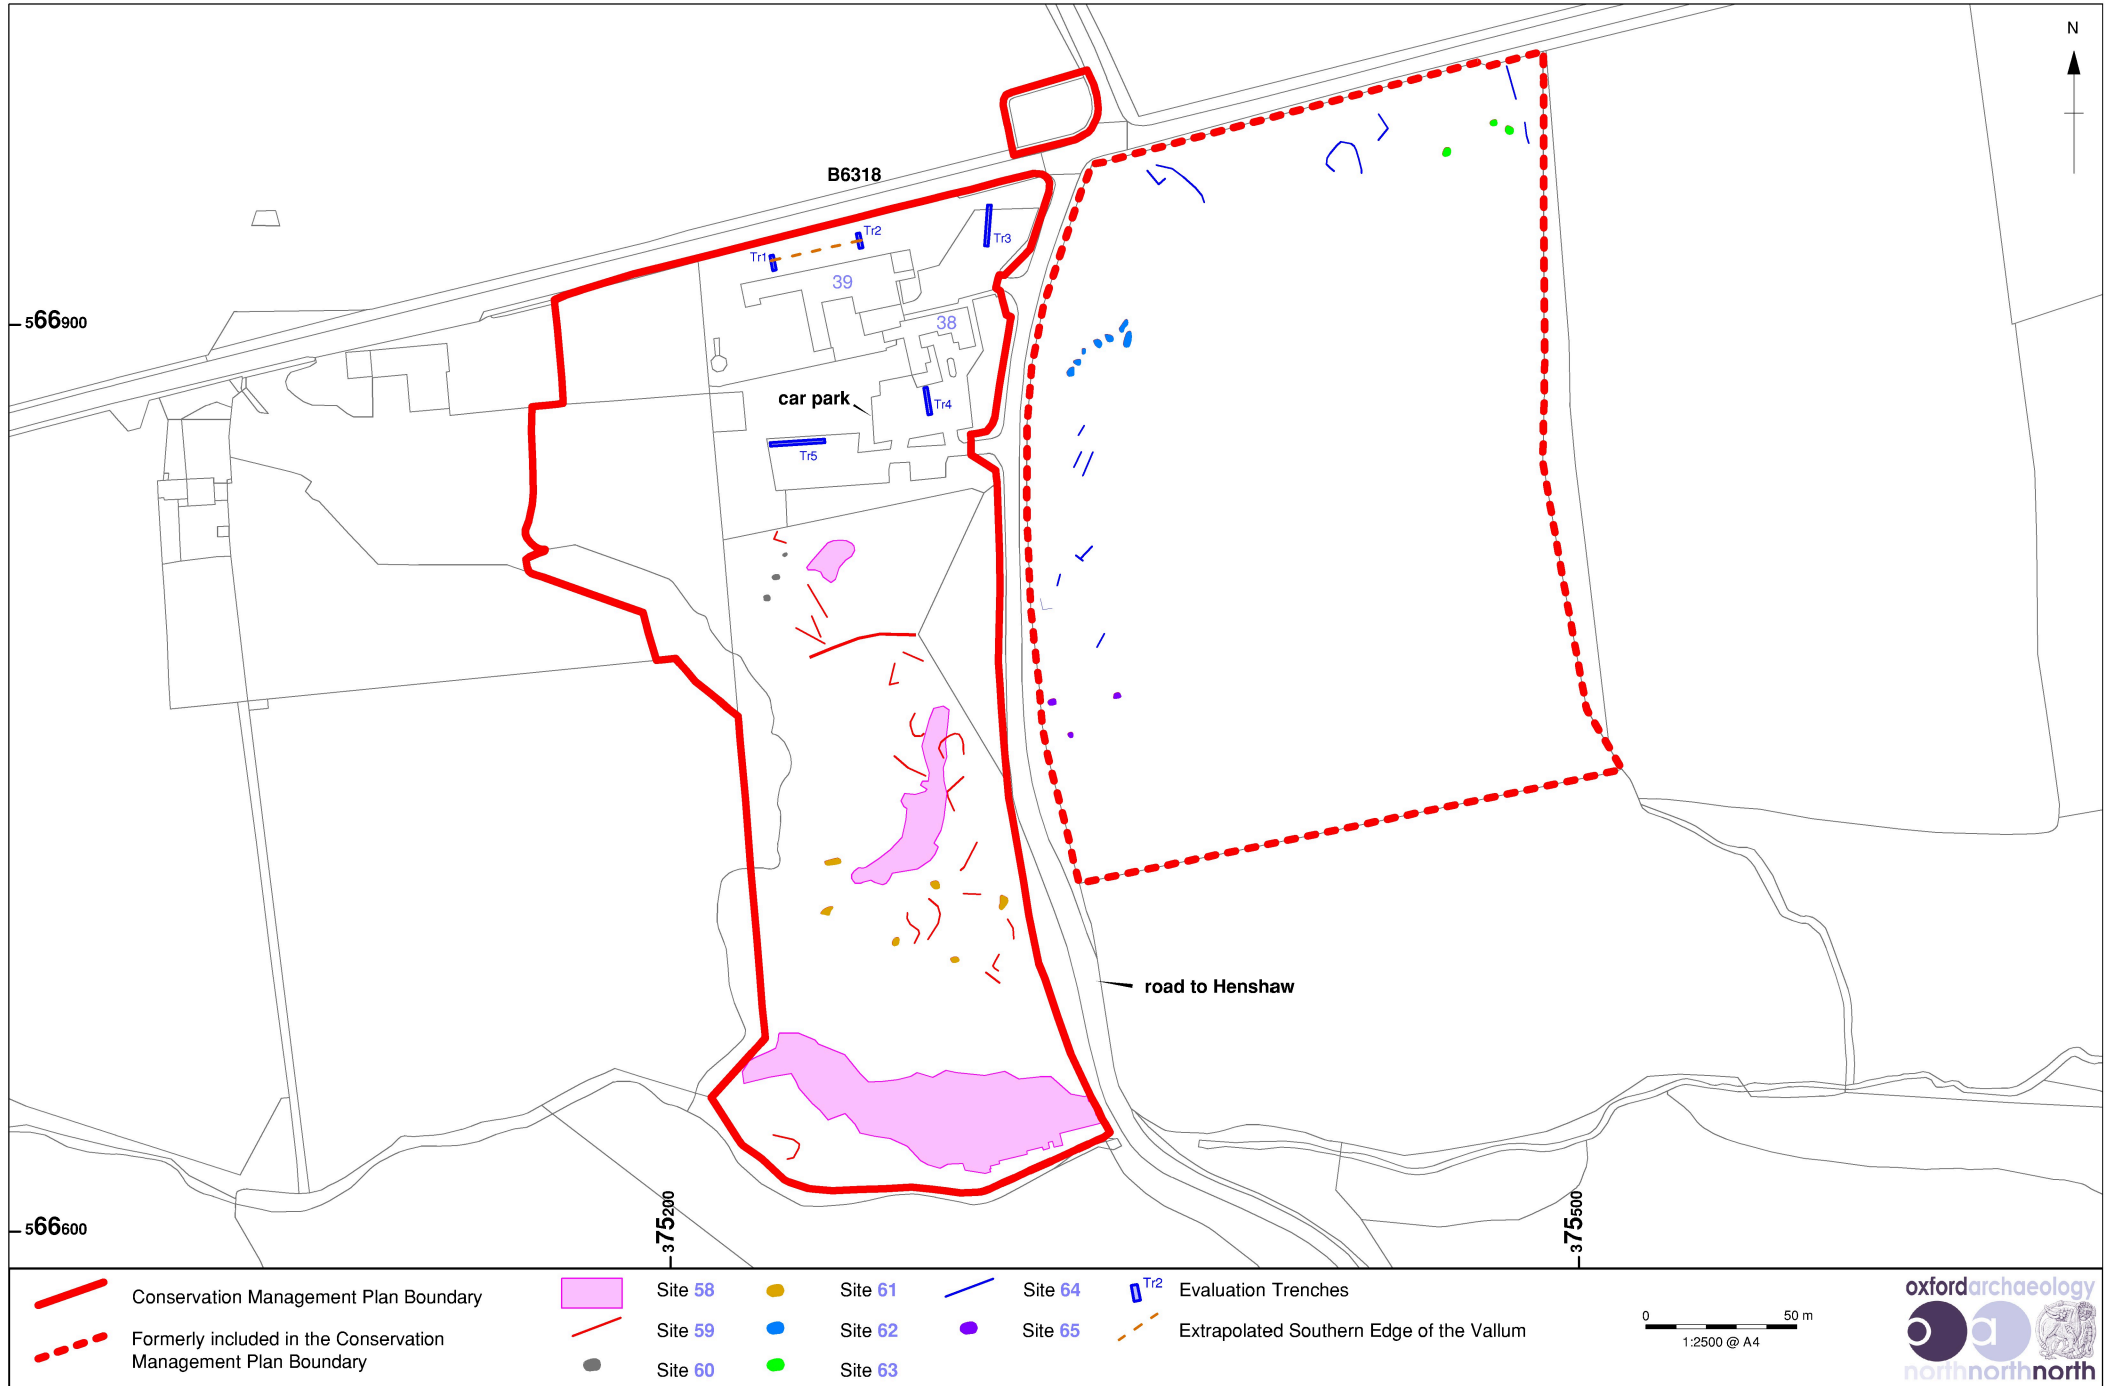 N
B6318
Tr2
Tr3
Tr1
39
566900
38
car park
Tr4
Tr5
road to Henshaw
375200
375500
566600
Conservation Management Plan Boundary
Formerly included in the Conservation
Management Plan Boundary
Site 58
Site 59
Site 60
Site 61
Site 62
Site 63
Site 64
Site 65
Tr2 Evaluation Trenches
Extrapolated Southern Edge of the Vallum
0 50 m
1:2500 @ A4
oxfordarchaeology
o a
northnorthnorth